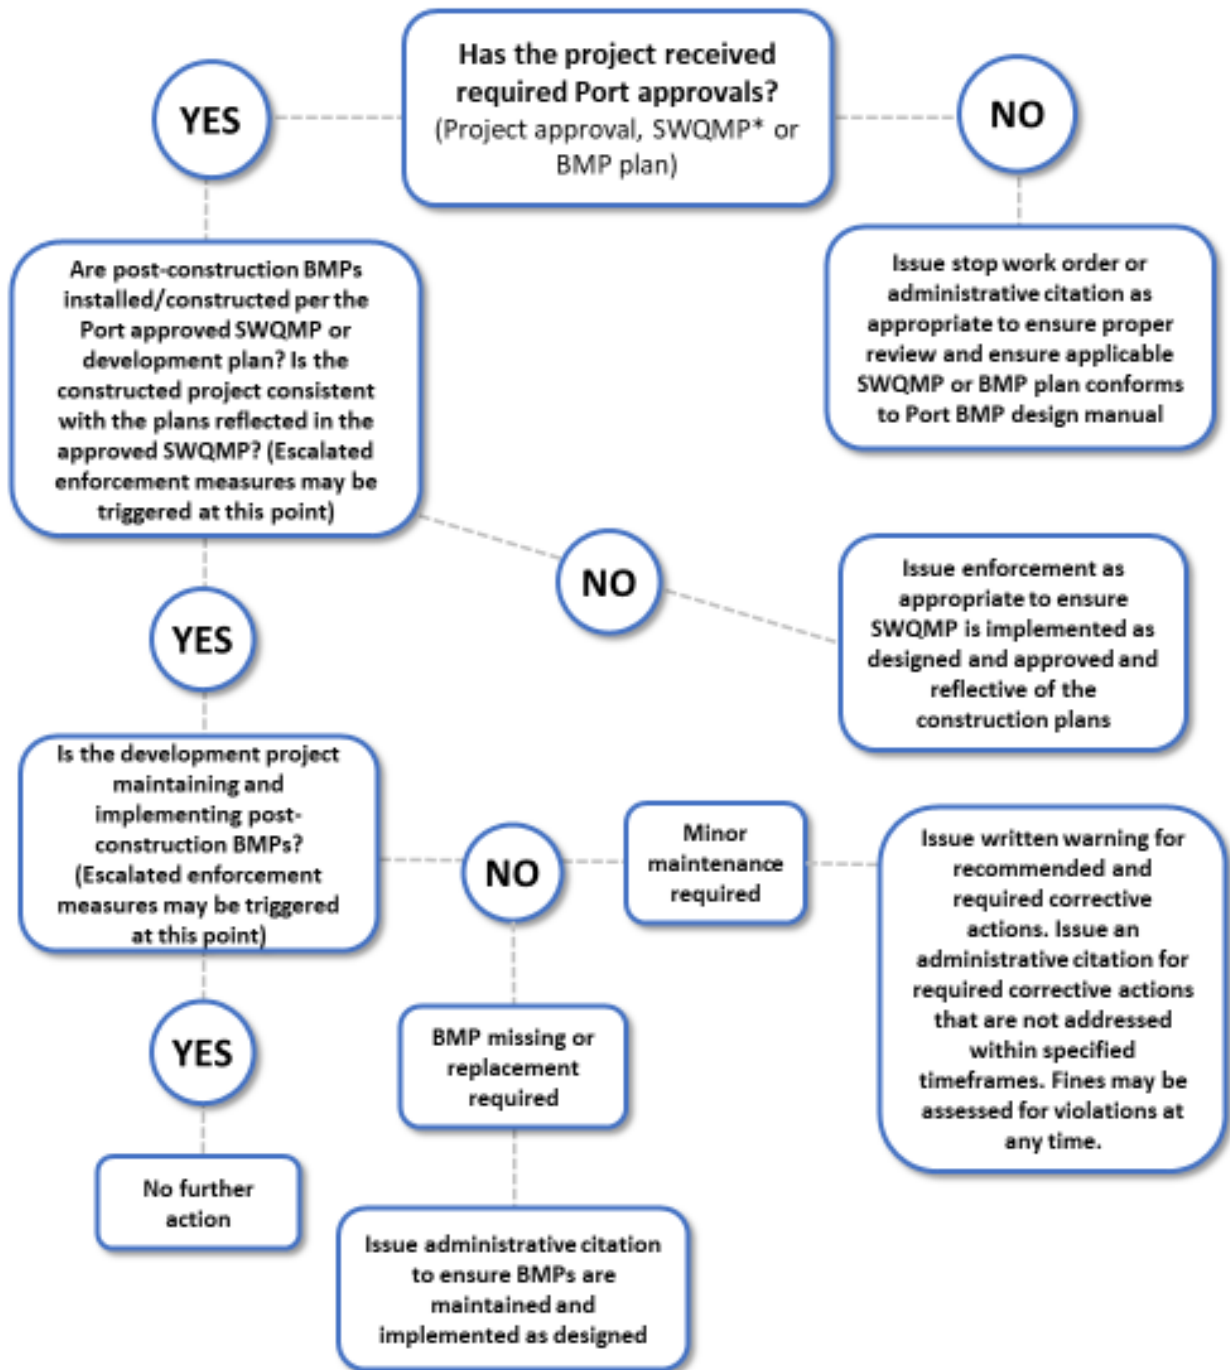 Has the project received
required Port approvals?
(Project approval, SWQMP* or
BMP plan)
YES
NO
Are post-construction BMPs
installed/constructed per the
Port approved SWQMP or
development plan? Is the
constructed project consistent
with the plans reflected in the
approved SWQMP? (Escalated
enforcement measures may be
triggered at this point)
Issue stop work order or
administrative citation as
appropriate to ensure proper
review and ensure applicable
SWQMP or BMP plan conforms
to Port BMP design manual
NO
Issue enforcement as
appropriate to ensure
SWQMP is implemented as
designed and approved and
reflective of the
construction plans
YES
Is the development project
maintaining and
implementing post-
construction BMPs?
(Escalated enforcement
measures may be triggered
at this point)
NO
Minor
maintenance
required
Issue written warning for
recommended and
required corrective
actions. Issue an
administrative citation for
required corrective actions
that are not addressed
within specified
timeframes. Fines may be
assessed for violations at
any time.
YES
BMP missing or
replacement
required
No further
action
Issue administrative citation
to ensure BMPs are
maintained and
implemented as designed